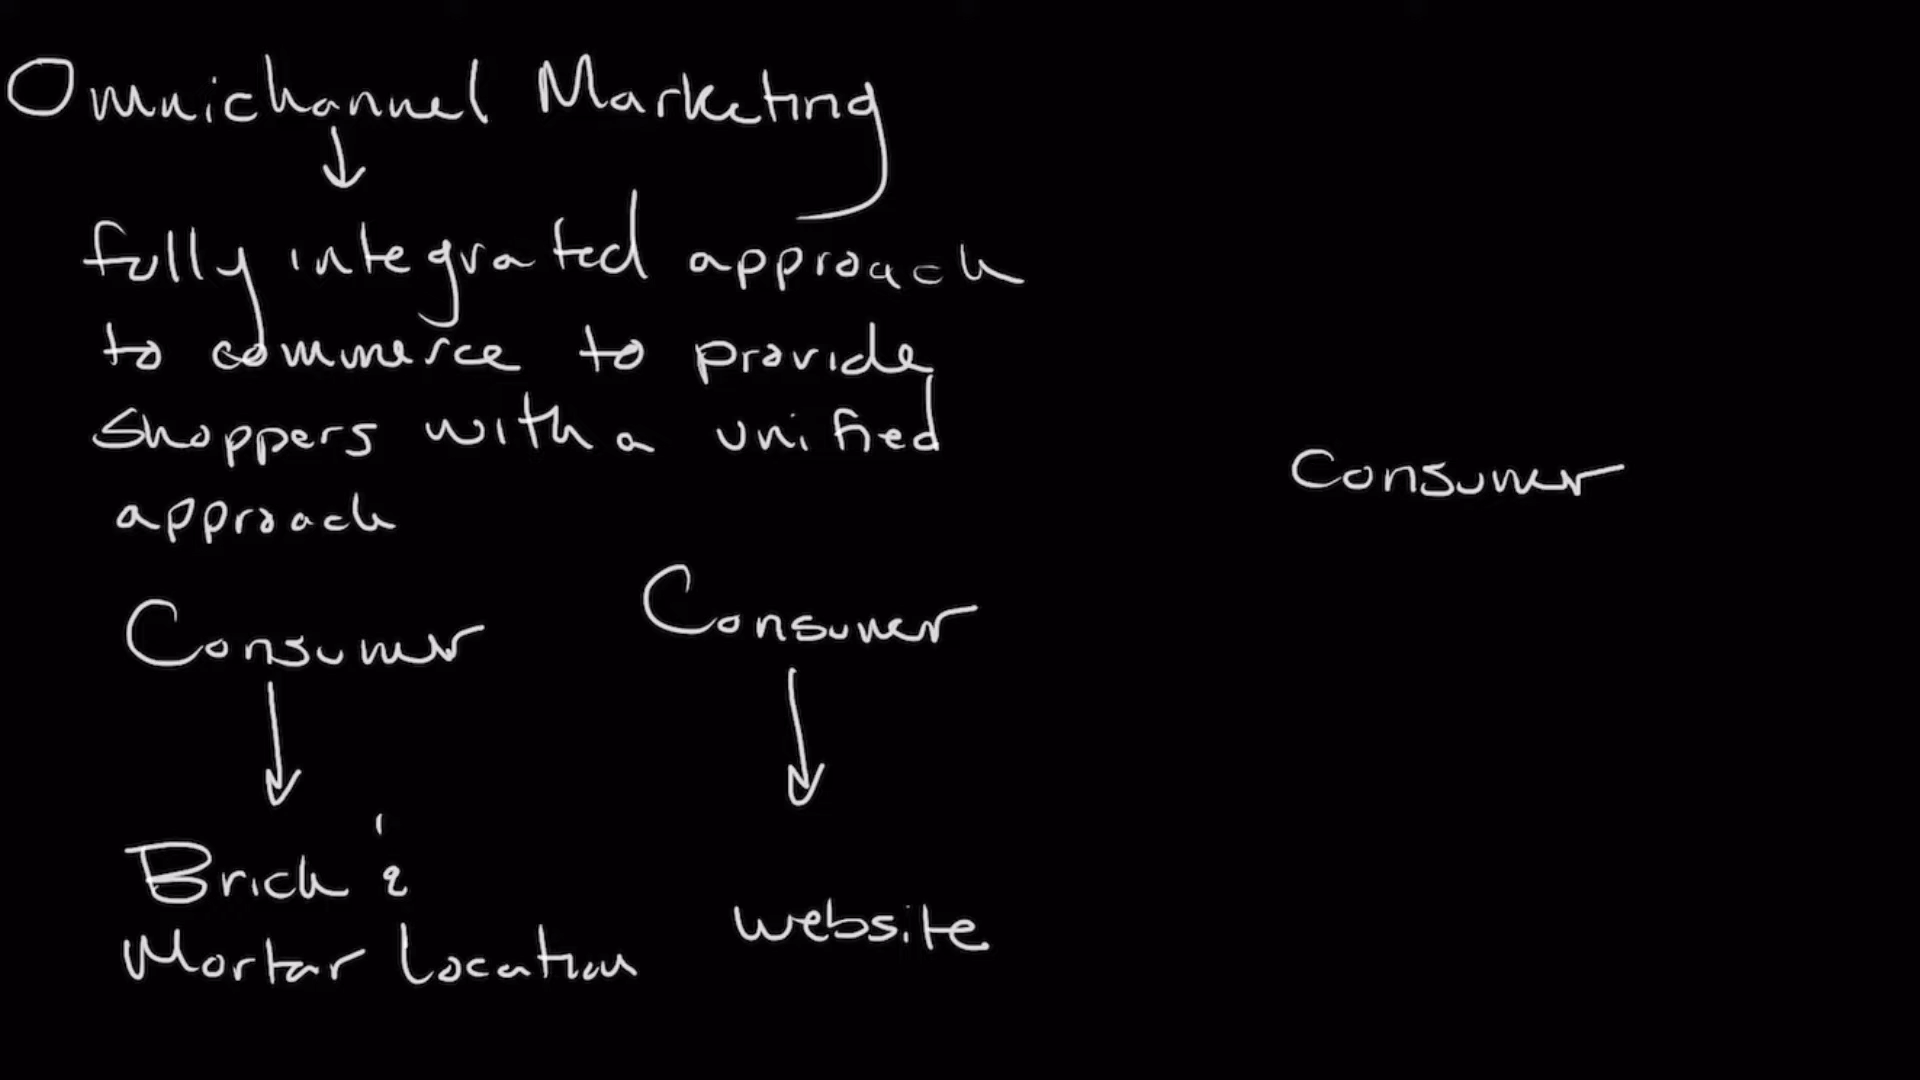 Omnichannel Marketing
fully integrated approach
to commerce to provide
shoppers with a unified
approach
Consumer
Consumer
Consumer
Brick &
Mortar Location
website